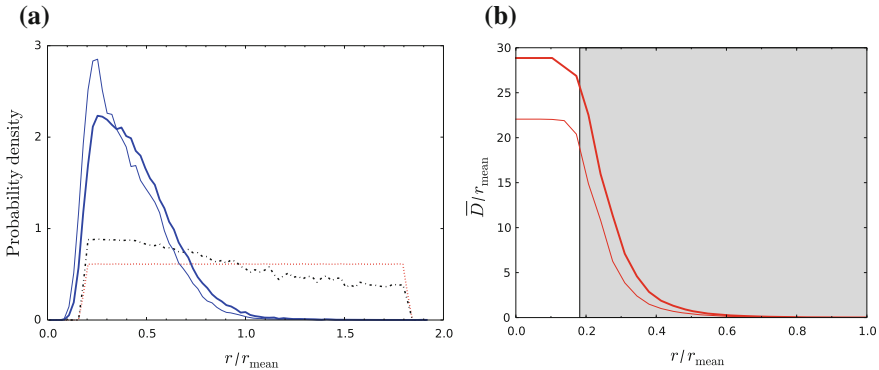 (a)
3
2
1
0
0.0 0.5 1.0 1.5 2.0
Probability density
r/r_mean
(b)
30
25
20
15
10
5
0
0.0 0.2 0.4 0.6 0.8 1.0
D̅/r_mean
r/r_mean